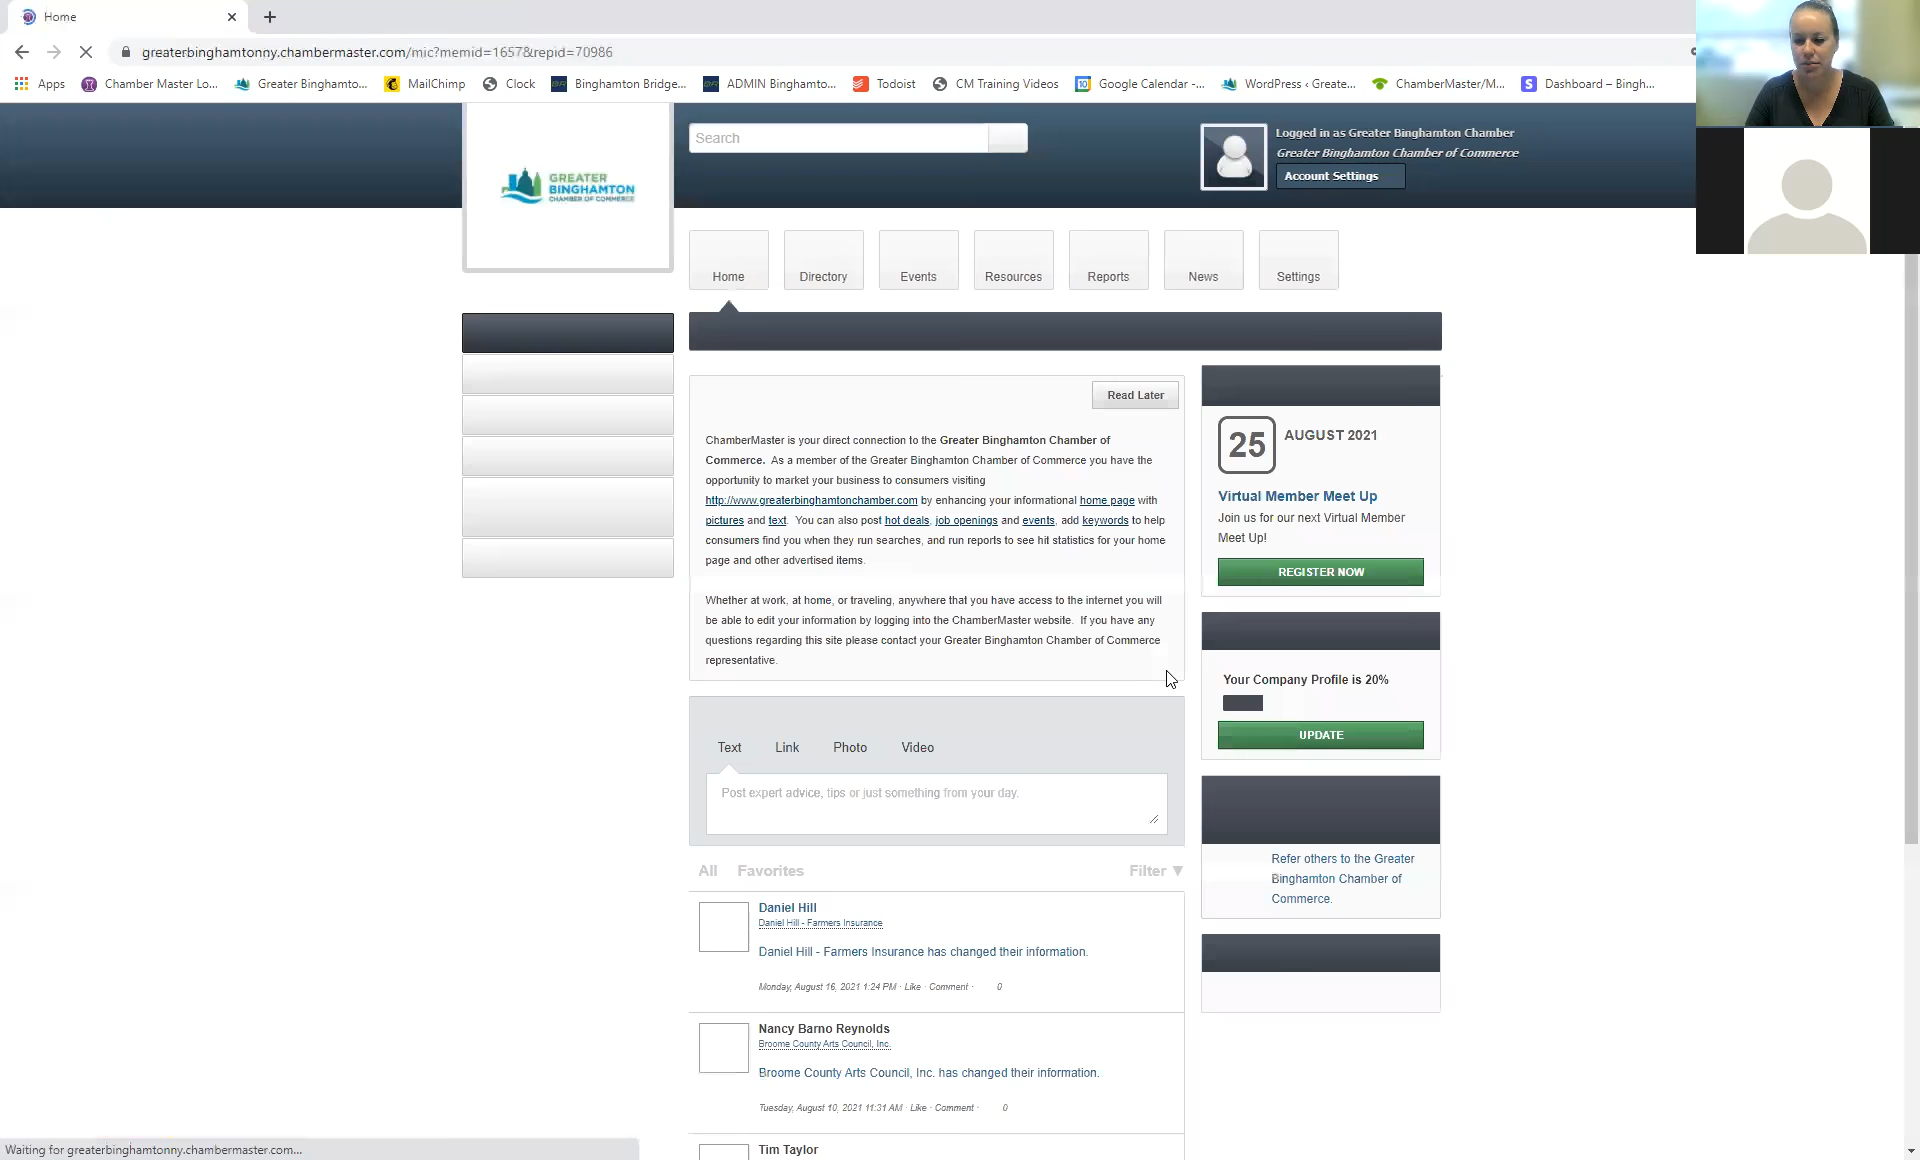 Home
greaterbinghamtonny.chambermaster.com/mic?memid=1657&repid=70986
Apps
Chamber Master Lo...
Greater Binghamto...
MailChimp
Clock
Binghamton Bridge...
ADMIN Binghamto...
Todoist
CM Training Videos
Google Calendar -...
WordPress ‹ Greate...
ChamberMaster/M...
Dashboard – Bingh...
GREATER
BINGHAMTON
CHAMBER OF COMMERCE
Search
Logged in as Greater Binghamton Chamber
Greater Binghamton Chamber of Commerce
Account Settings
Home
Directory
Events
Resources
Reports
News
Settings
Read Later
ChamberMaster is your direct connection to the Greater Binghamton Chamber of
Commerce. As a member of the Greater Binghamton Chamber of Commerce you have the
opportunity to market your business to consumers visiting
http://www.greaterbinghamtonchamber.com by enhancing your informational home page with
pictures and text. You can also post hot deals, job openings and events, add keywords to help
consumers find you when they run searches, and run reports to see hit statistics for your home
page and other advertised items.
Whether at work, at home, or traveling, anywhere that you have access to the internet you will
be able to edit your information by logging into the ChamberMaster website. If you have any
questions regarding this site please contact your Greater Binghamton Chamber of Commerce
representative.
25
AUGUST 2021
Virtual Member Meet Up
Join us for our next Virtual Member
Meet Up!
REGISTER NOW
Your Company Profile is 20%
UPDATE
Refer others to the Greater
Binghamton Chamber of
Commerce.
Text
Link
Photo
Video
Post expert advice, tips or just something from your day.
All
Favorites
Filter ▼
Daniel Hill
Daniel Hill - Farmers Insurance
Daniel Hill - Farmers Insurance has changed their information.
Monday, August 16, 2021 1:24 PM · Like · Comment · 0
Nancy Barno Reynolds
Broome County Arts Council, Inc.
Broome County Arts Council, Inc. has changed their information.
Tuesday, August 10, 2021 11:31 AM · Like · Comment · 0
Tim Taylor
Waiting for greaterbinghamtonny.chambermaster.com...